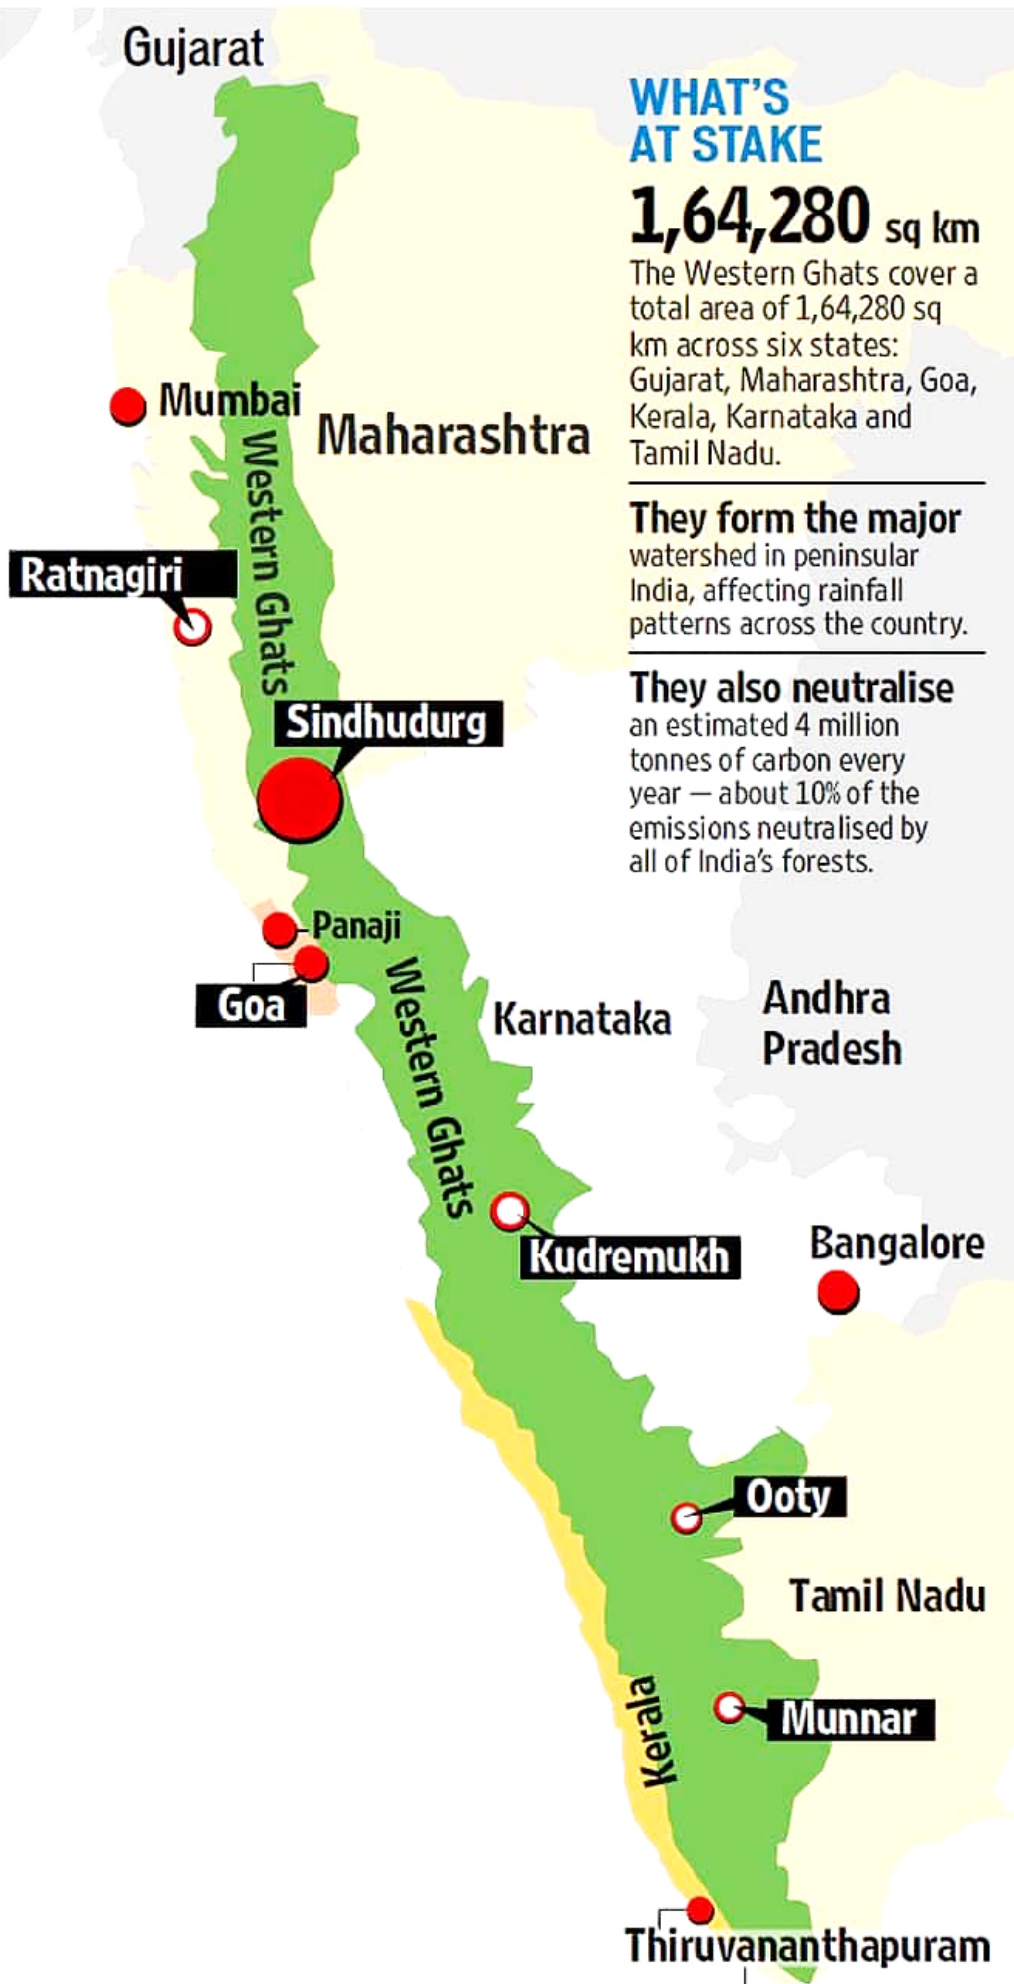 Gujarat
WHAT'S
AT STAKE
1,64,280 sq km
The Western Ghats cover a
total area of 1,64,280 sq
km across six states:
Gujarat, Maharashtra, Goa,
Kerala, Karnataka and
Tamil Nadu.
They form the major
watershed in peninsular
India, affecting rainfall
patterns across the country.
They also neutralise
an estimated 4 million
tonnes of carbon every
year — about 10% of the
emissions neutralised by
all of India's forests.
Mumbai
Maharashtra
Western Ghats
Ratnagiri
Sindhudurg
Panaji
Goa
Western Ghats
Karnataka
Andhra
Pradesh
Kudremukh
Bangalore
Ooty
Tamil Nadu
Kerala
Munnar
Thiruvananthapuram